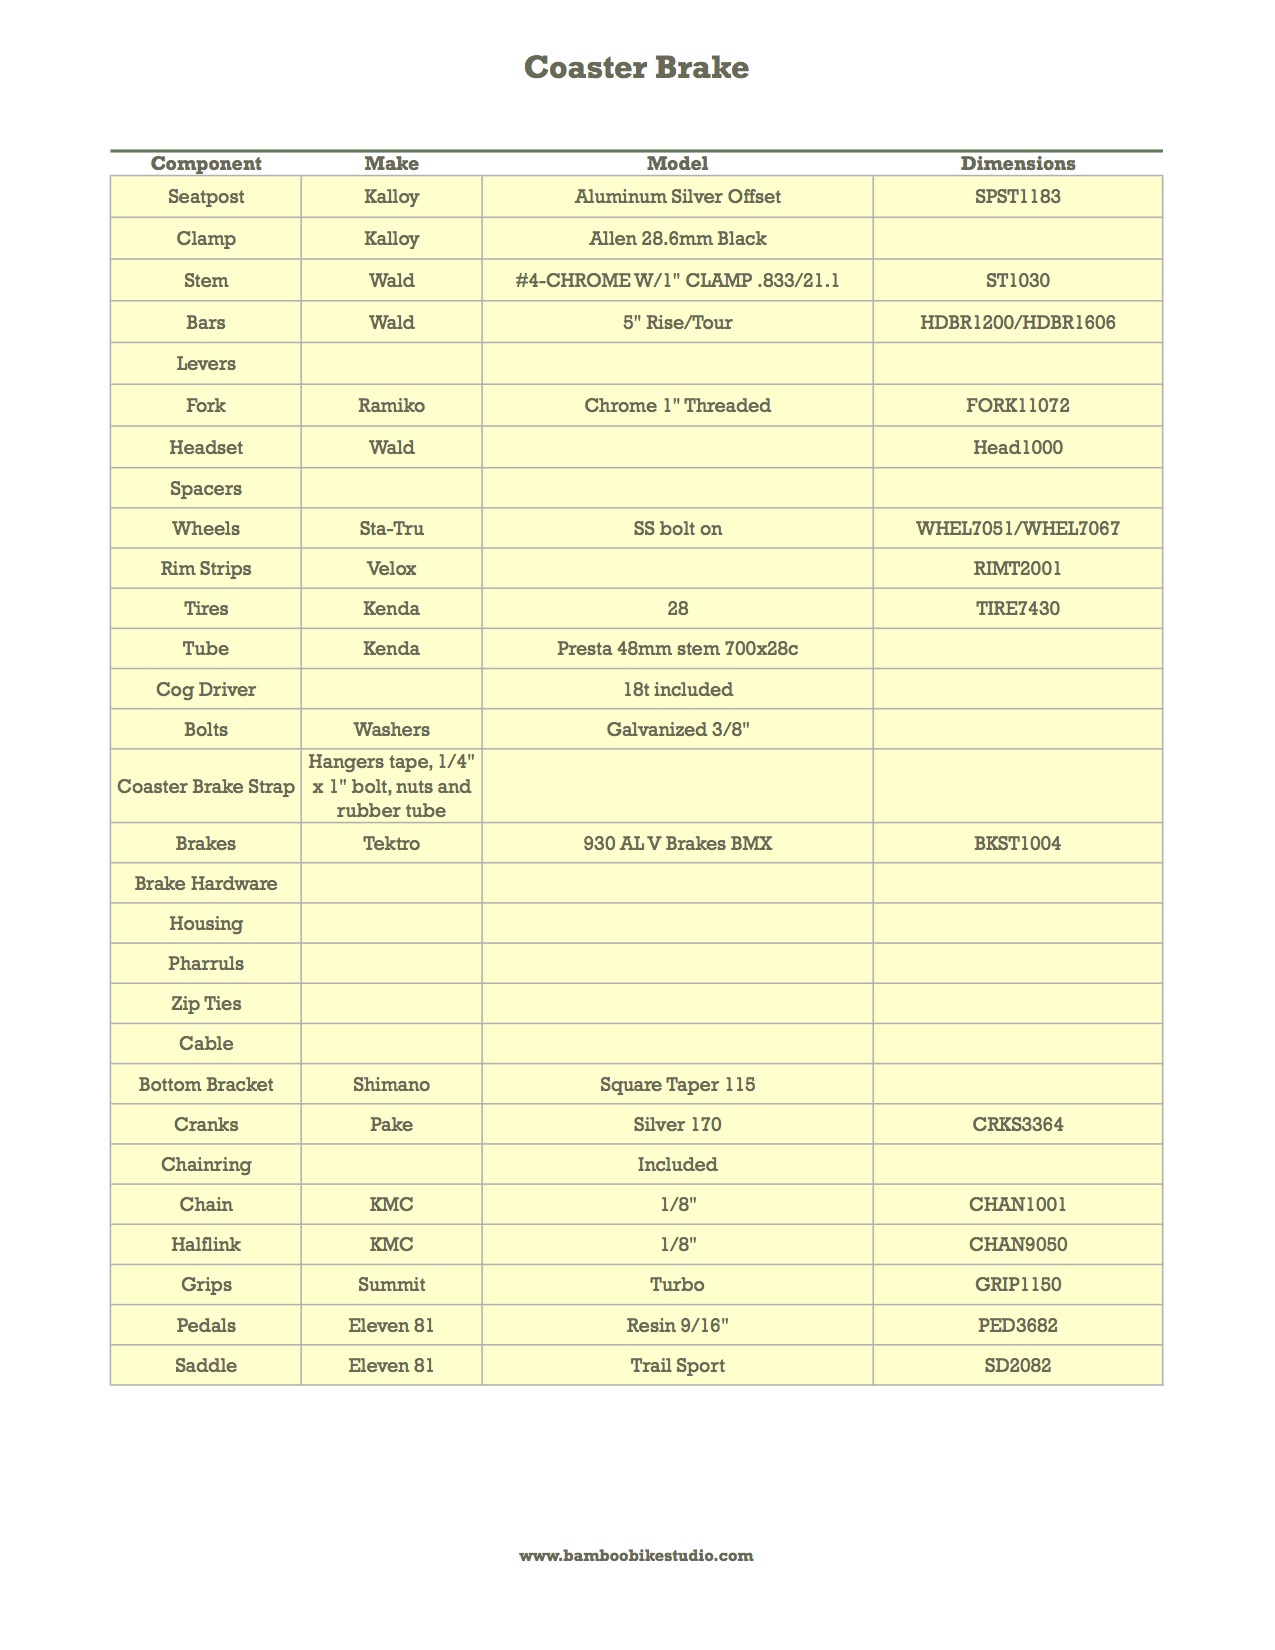 Coaster Brake
Component Make Model Dimensions
Seatpost Kalloy Aluminum Silver Offset SPST1183
Clamp Kalloy Allen 28.6mm Black
Stem Wald #4-CHROME W/1" CLAMP .833/21.1 ST1030
Bars Wald 5" Rise/Tour HDBR1200/HDBR1606
Levers
Fork Ramiko Chrome 1" Threaded FORK11072
Headset Wald Head1000
Spacers
Wheels Sta-Tru SS bolt on WHEL7051/WHEL7067
Rim Strips Velox RIMT2001
Tires Kenda 28 TIRE7430
Tube Kenda Presta 48mm stem 700x28c
Cog Driver 18t included
Bolts Washers Galvanized 3/8"
Coaster Brake Strap
Hangers tape, 1/4"
x 1" bolt, nuts and
rubber tube
Brakes Tektro 930 AL V Brakes BMX BKST1004
Brake Hardware
Housing
Pharruls
Zip Ties
Cable
Bottom Bracket Shimano Square Taper 115
Cranks Pake Silver 170 CRKS3364
Chainring Included
Chain KMC 1/8" CHAN1001
Halflink KMC 1/8" CHAN9050
Grips Summit Turbo GRIP1150
Pedals Eleven 81 Resin 9/16" PED3682
Saddle Eleven 81 Trail Sport SD2082
www.bamboobikestudio.com